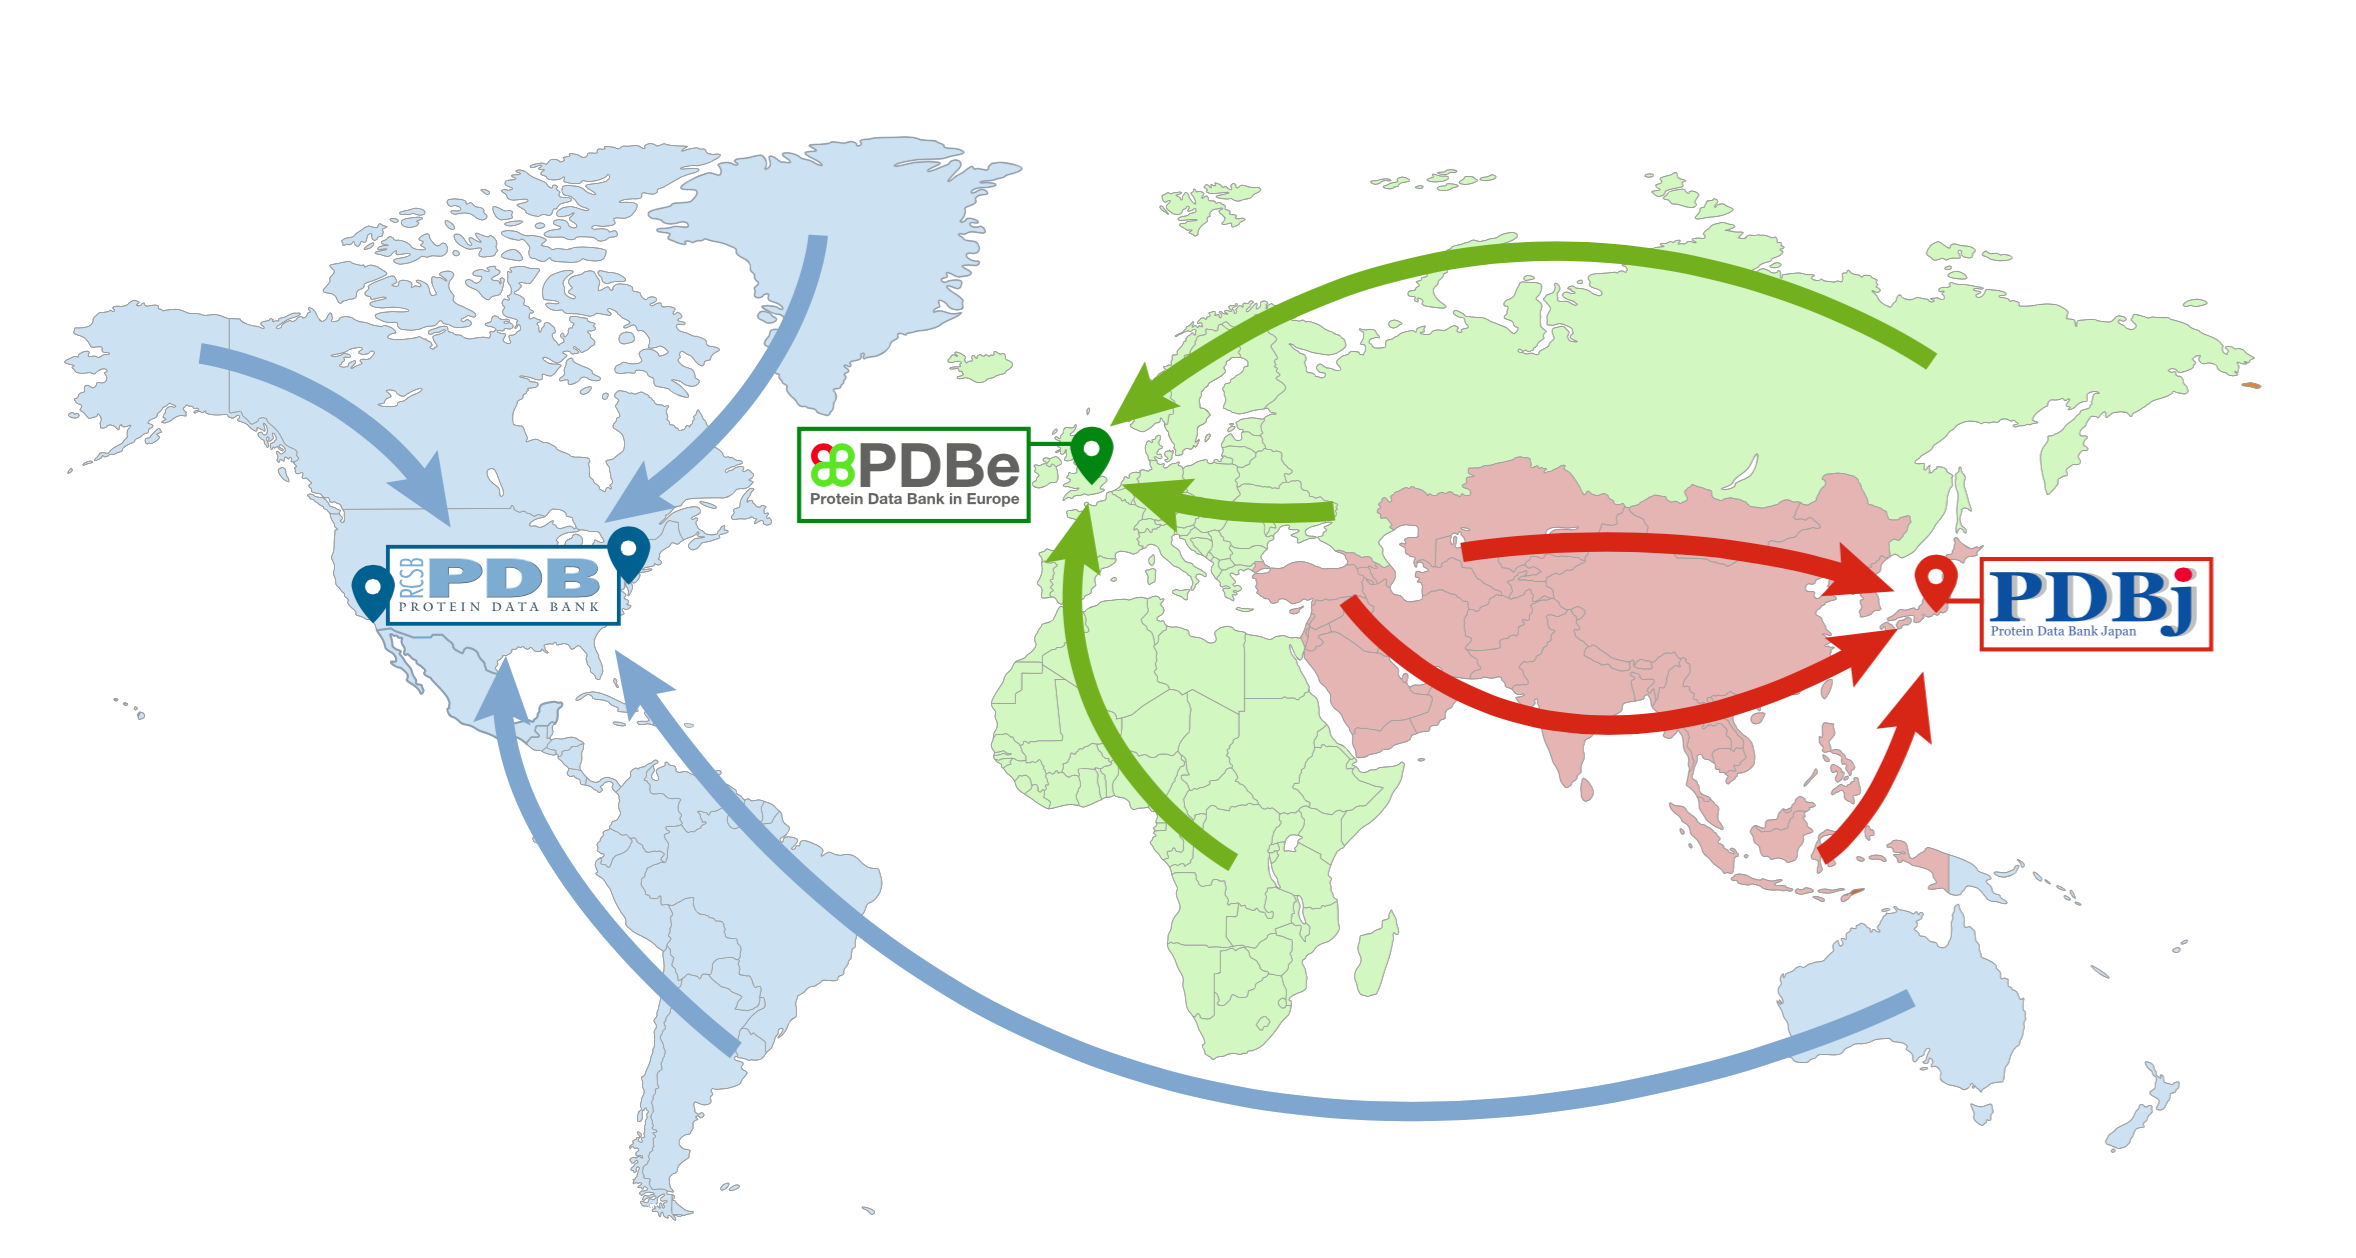 PDBe
Protein Data Bank in Europe
RCSB
PDB
PROTEIN DATA BANK
PDBj
Protein Data Bank Japan